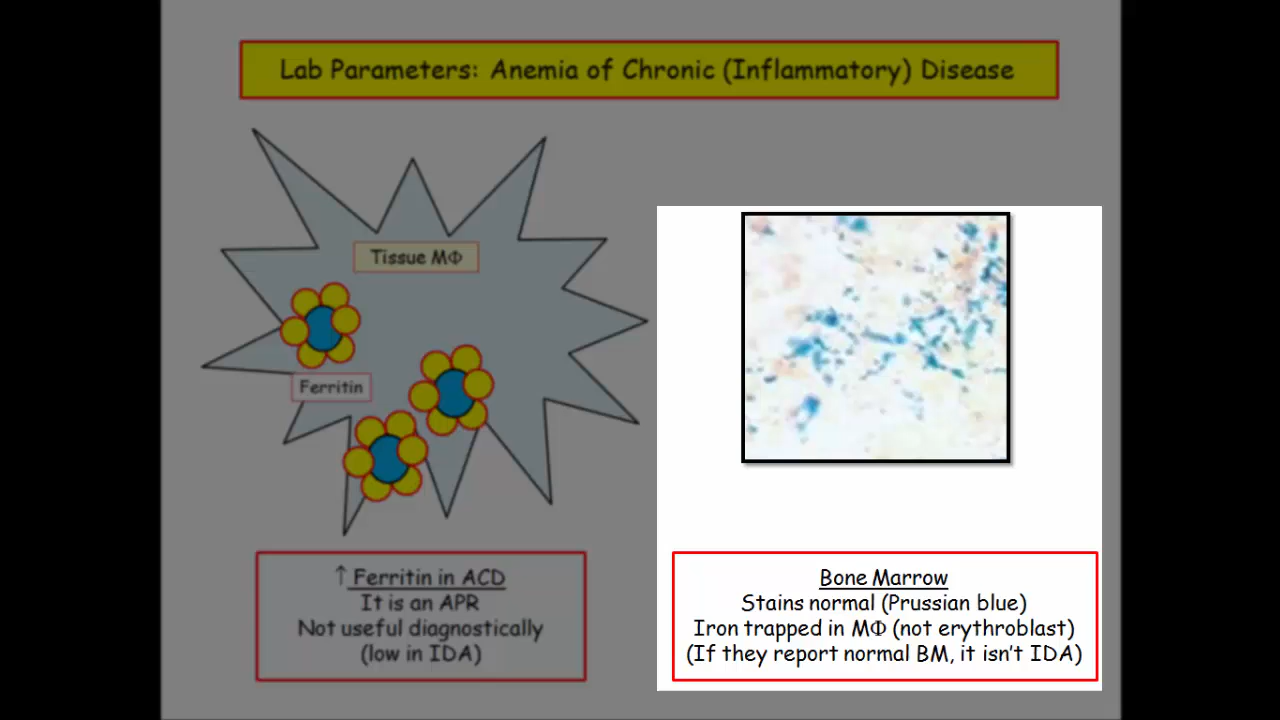 Lab Parameters: Anemia of Chronic (Inflammatory) Disease
Tissue MΦ
Ferritin
↑ Ferritin in ACD
It is an APR
Not useful diagnostically
(low in IDA)
Bone Marrow
Stains normal (Prussian blue)
Iron trapped in MΦ (not erythroblast)
(If they report normal BM, it isn't IDA)